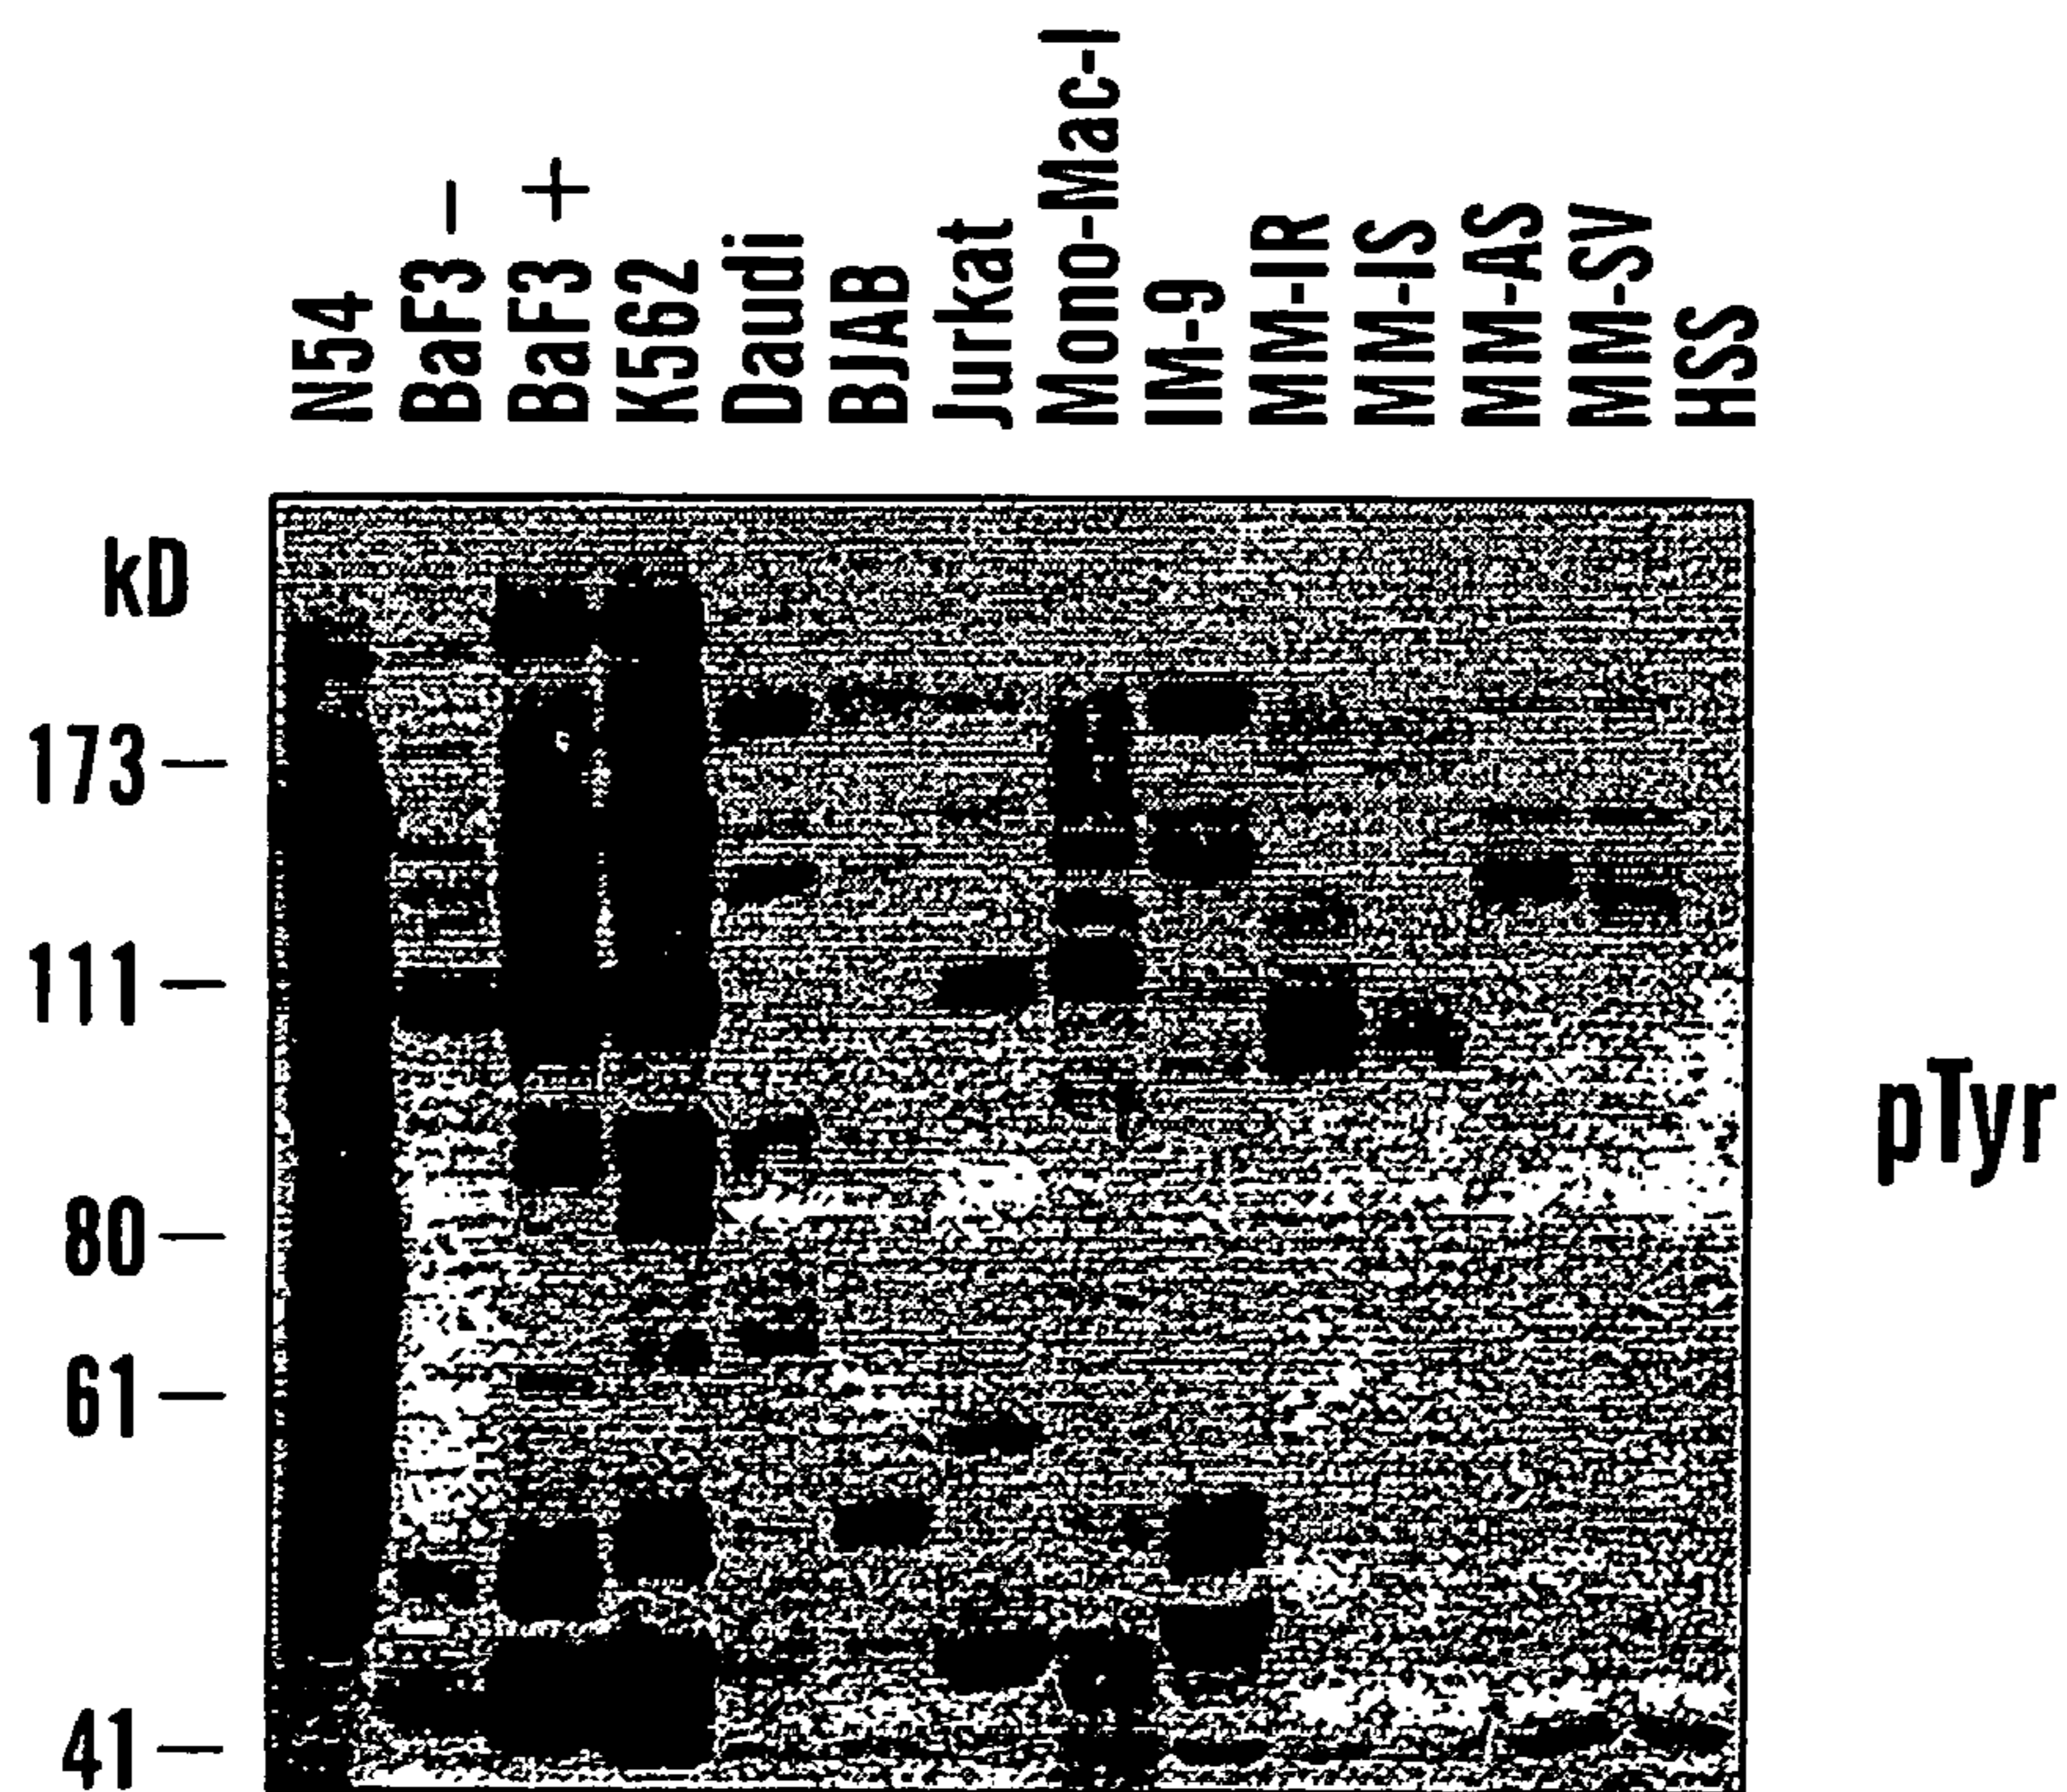 N54
BaF3 −
BaF3 +
K562
Daudi
BJAB
Jurkat
Mono-Mac-I
IM-9
MM-IR
MM-IS
MM-AS
MM-SV
HSS
kD
173
111
80
61
41
pTyr